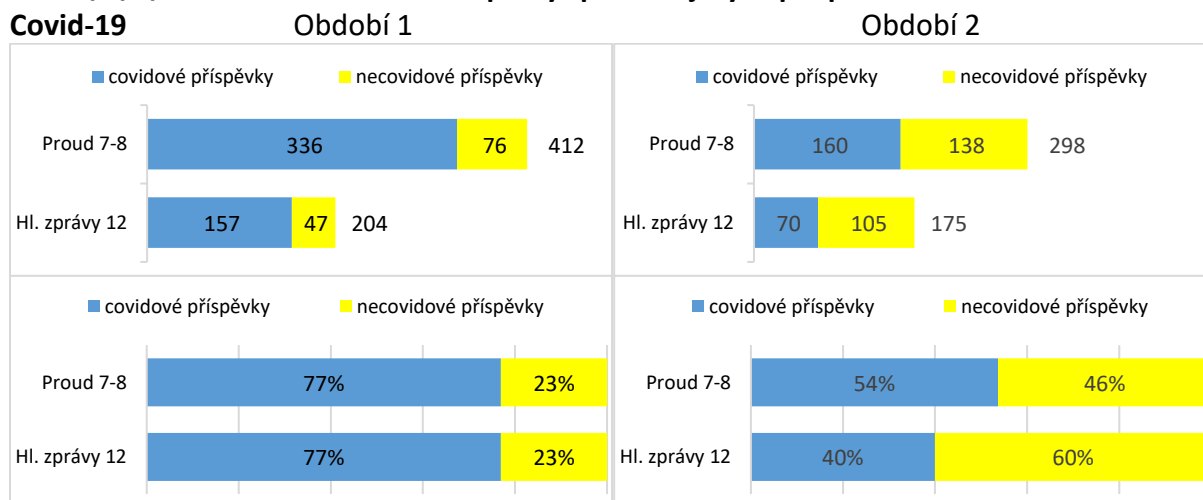 Covid-19 Období 1 Období 2
covidové příspěvky necovidové příspěvky
Proud 7-8 336 76 412
Hl. zprávy 12 157 47 204
covidové příspěvky necovidové příspěvky
Proud 7-8 160 138 298
Hl. zprávy 12 70 105 175
covidové příspěvky necovidové příspěvky
Proud 7-8 77% 23%
Hl. zprávy 12 77% 23%
covidové příspěvky necovidové příspěvky
Proud 7-8 54% 46%
Hl. zprávy 12 40% 60%